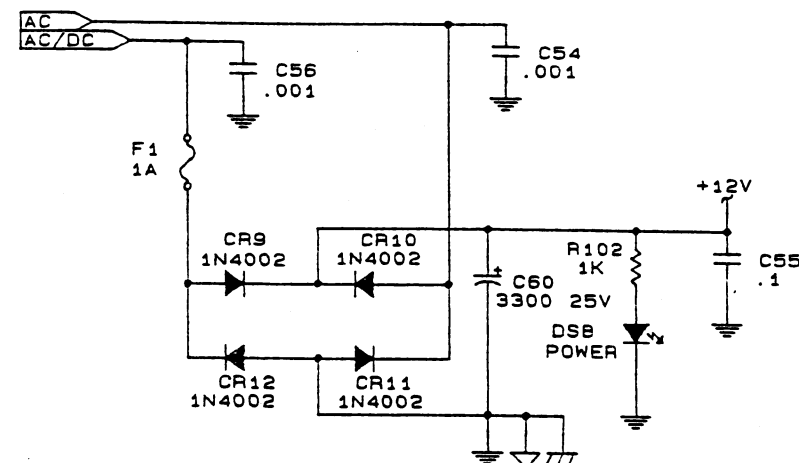 AC
AC/DC
C56
.001
C54
.001
F1
1A
+12V
CR9
1N4002
CR10
1N4002
R102
1K
C55
.1
+
C60
3300 25V
DS8
POWER
CR12
1N4002
CR11
1N4002